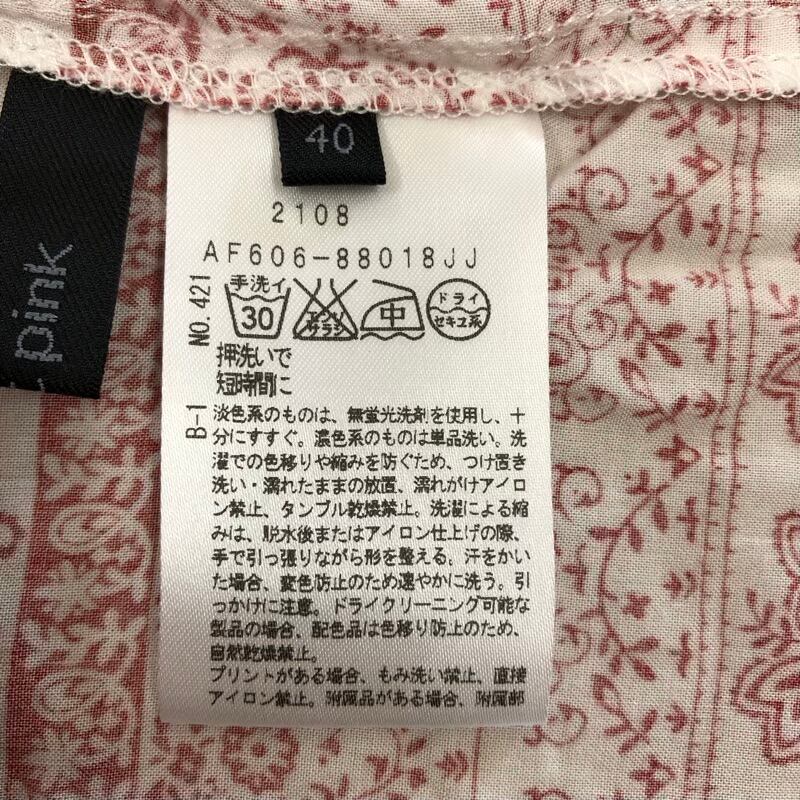 40
pink
2108
AF606-88018JJ
NO.421
手洗イ
30
エンソ
サラシ
中
ドライ
セキユ系
押洗いで
短時間に
B-1
淡色系のものは、無蛍光洗剤を使用し、十
分にすすぐ。濃色系のものは単品洗い。洗
濯での色移りや縮みを防ぐため、つけ置き
洗い・濡れたままの放置、濡れがけアイロ
ン禁止、タンブル乾燥禁止。洗濯による縮
みは、脱水後またはアイロン仕上げの際、
手で引っ張りながら形を整える。汗をかい
た場合、変色防止のため速やかに洗う。引
っかけに注意。ドライクリーニング可能な
製品の場合、配色品は色移り防止のため、
自然乾燥禁止。
プリントがある場合、もみ洗い禁止、直接
アイロン禁止。附属品がある場合、附属部